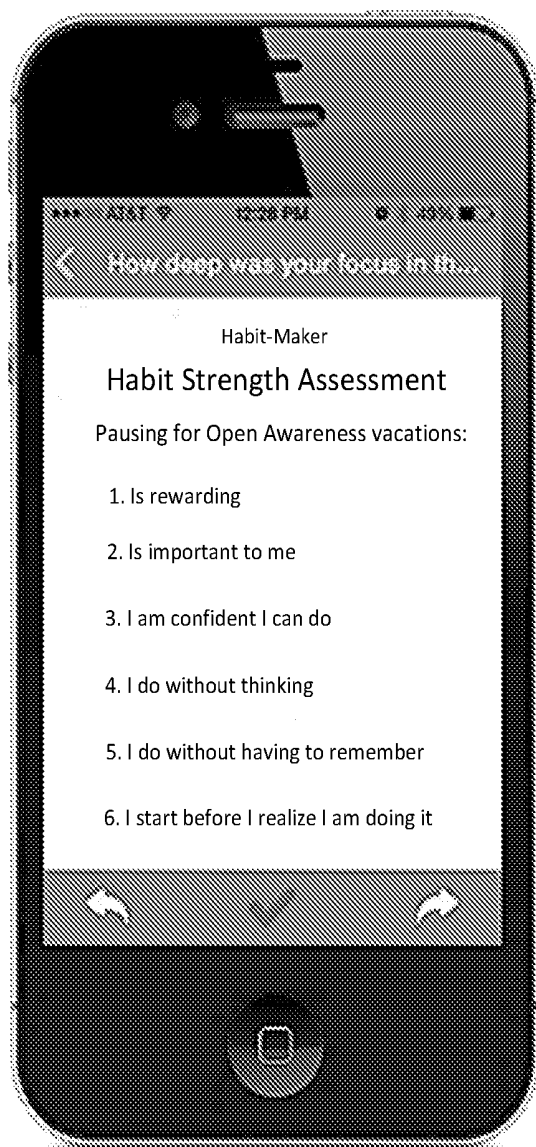 AT&T 12:28 PM 49%
How deep was your focus in th...
Habit-Maker
Habit Strength Assessment
Pausing for Open Awareness vacations:
1. Is rewarding
2. Is important to me
3. I am confident I can do
4. I do without thinking
5. I do without having to remember
6. I start before I realize I am doing it